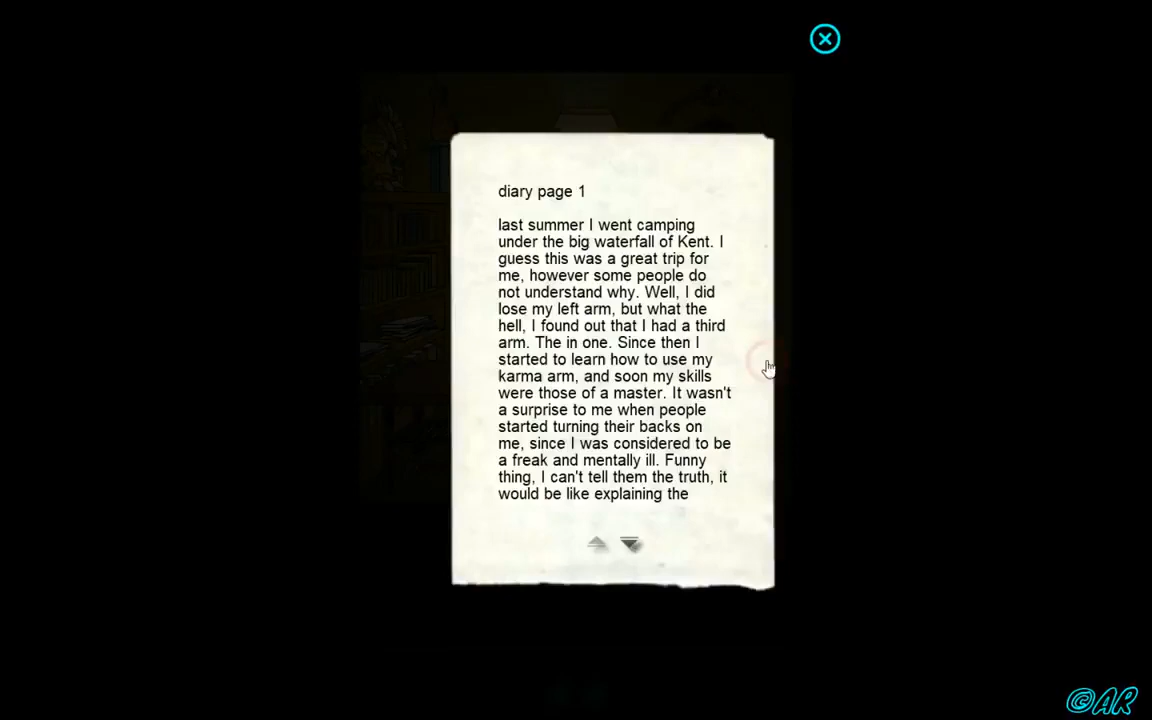 diary page 1
last summer I went camping
under the big waterfall of Kent. I
guess this was a great trip for
me, however some people do
not understand why. Well, I did
lose my left arm, but what the
hell, I found out that I had a third
arm. The in one. Since then I
started to learn how to use my
karma arm, and soon my skills
were those of a master. It wasn't
a surprise to me when people
started turning their backs on
me, since I was considered to be
a freak and mentally ill. Funny
thing, I can't tell them the truth, it
would be like explaining the
©AR